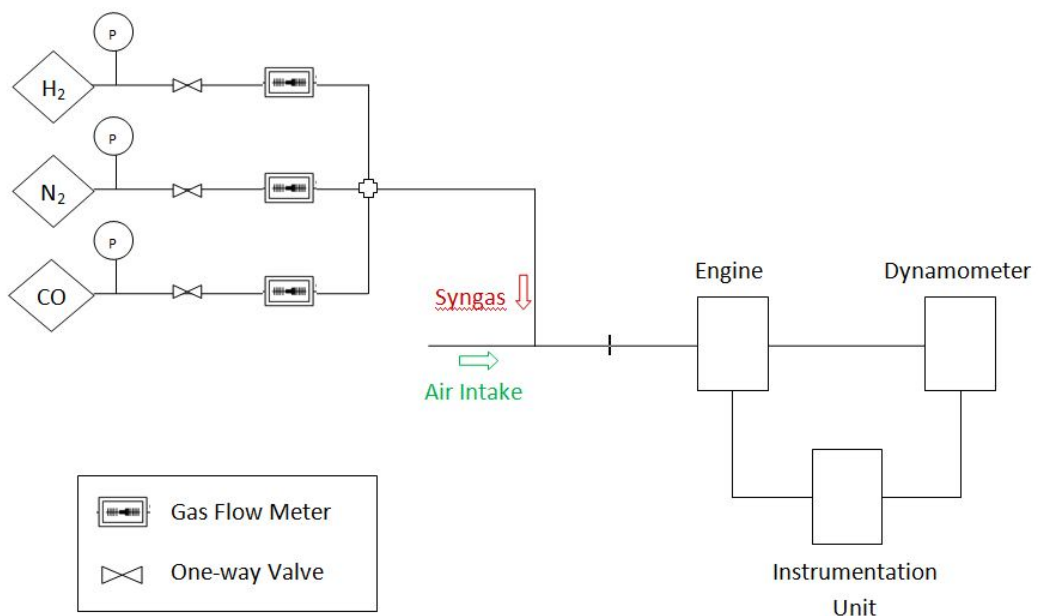 P
H₂
P
N₂
P
CO
Syngas
Air Intake
Engine
Dynamometer
Instrumentation
Unit
Gas Flow Meter
One-way Valve